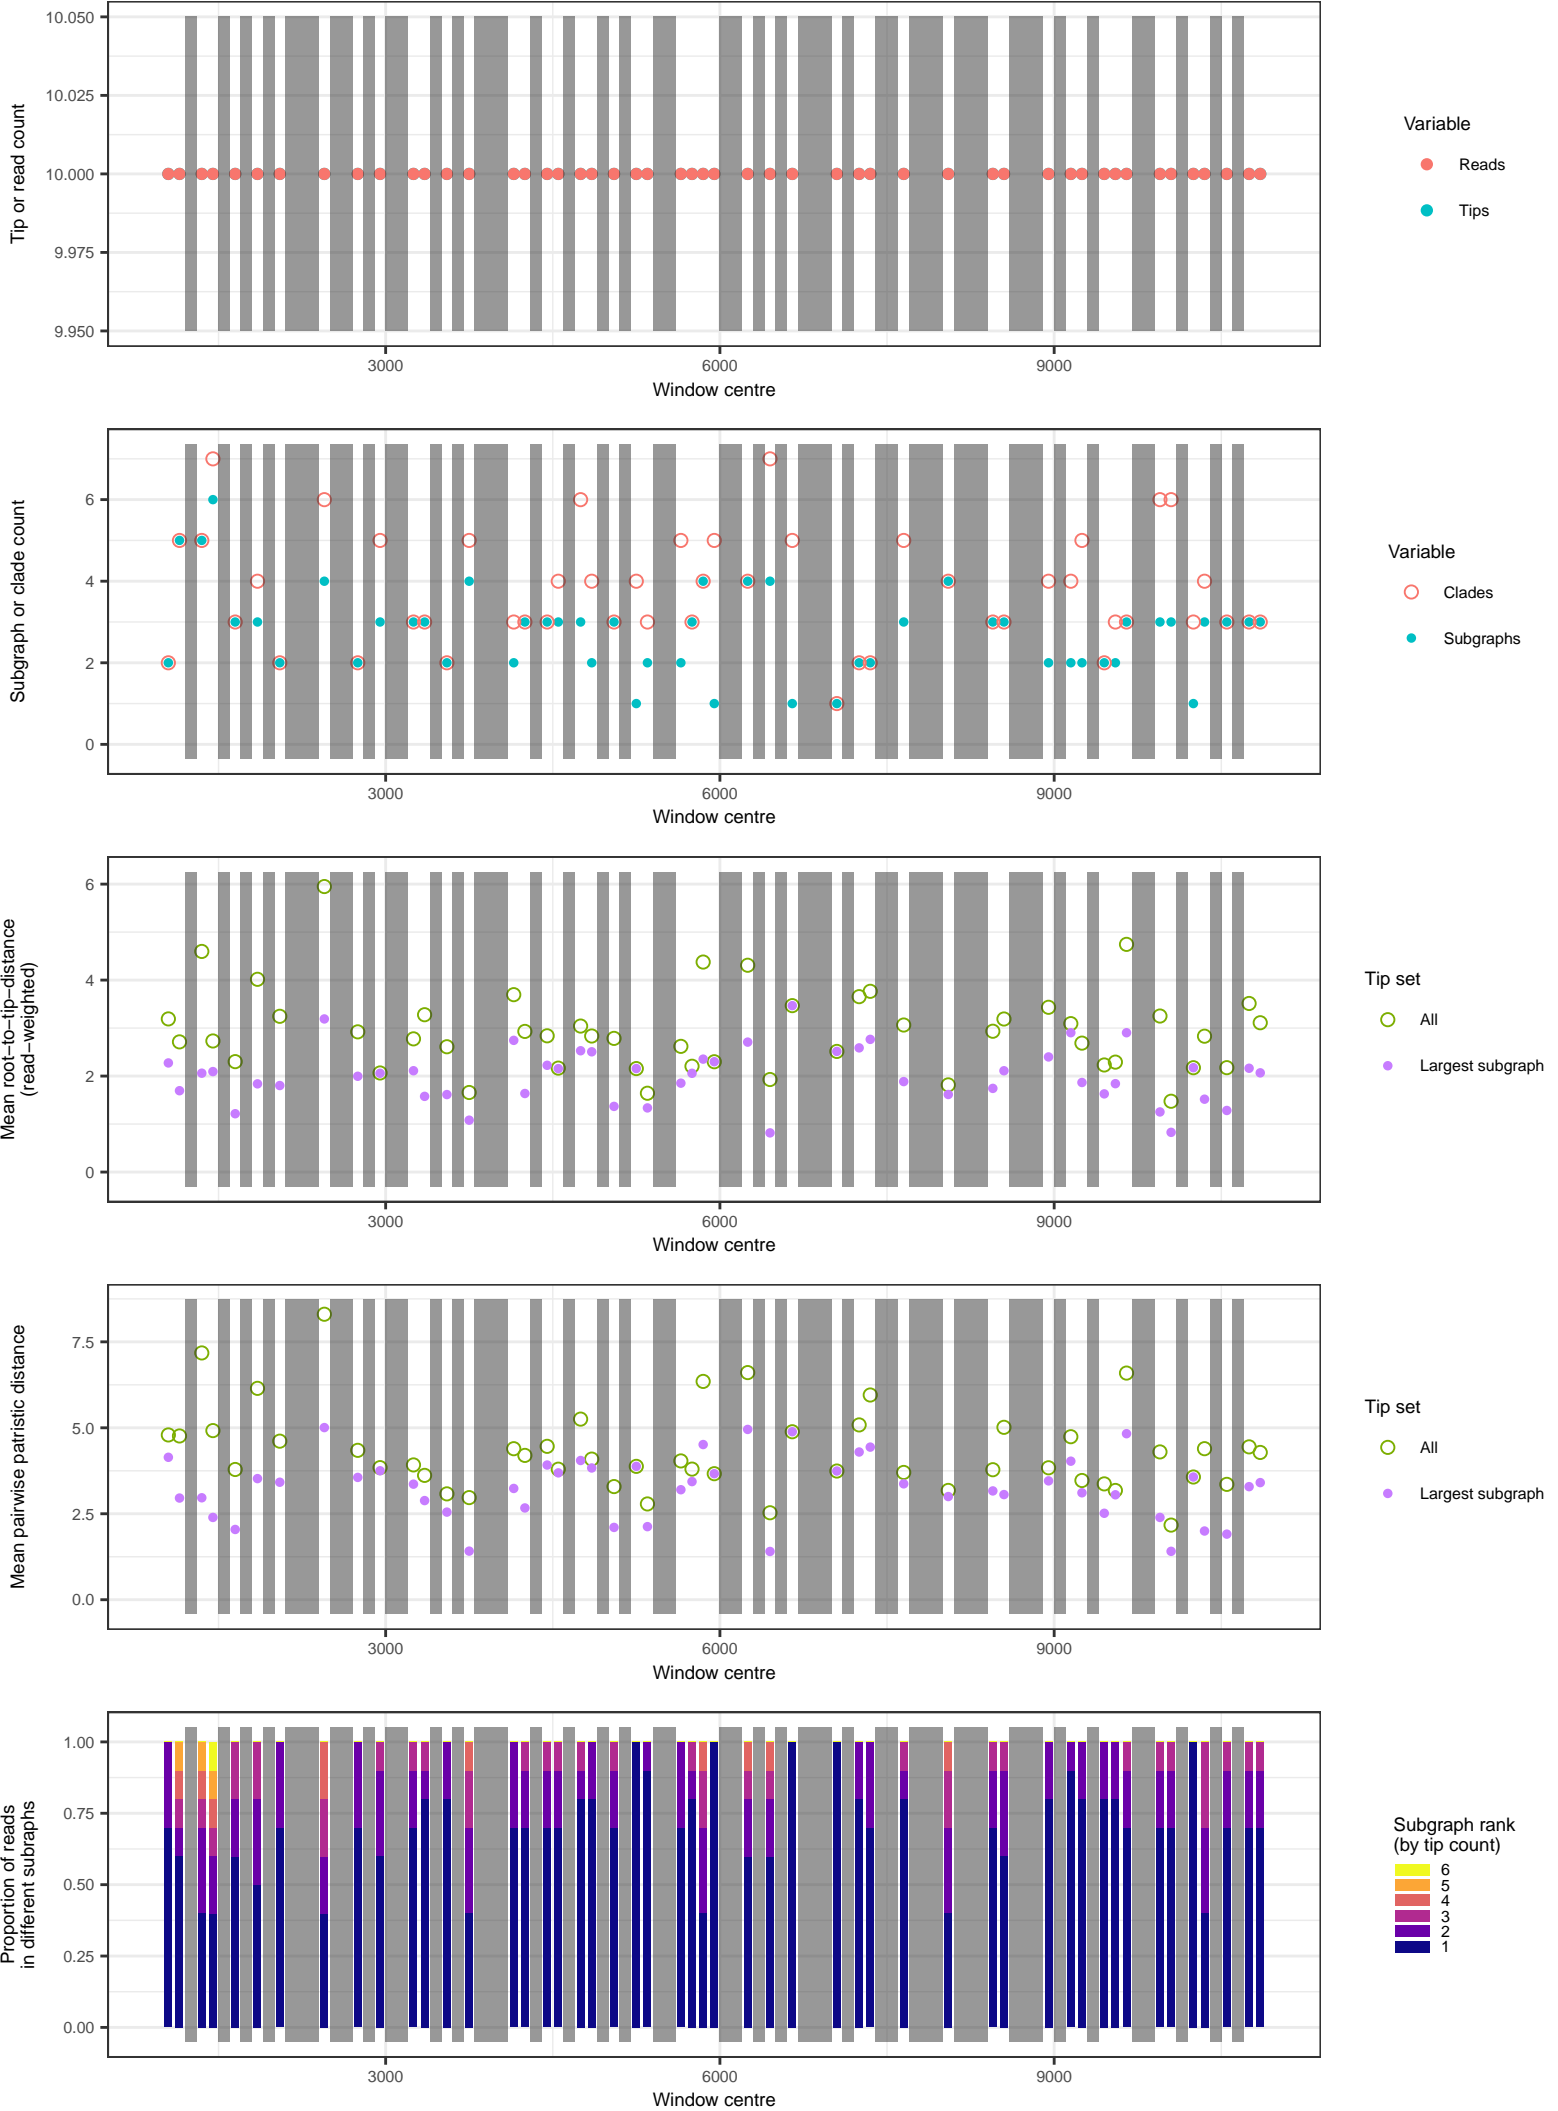 10.050
10.025
10.000
9.975
9.950
Tip or read count
3000
6000
9000
Window centre
Variable
Reads
Tips
6
4
2
0
Subgraph or clade count
3000
6000
9000
Window centre
Variable
Clades
Subgraphs
6
4
2
0
Mean root−to−tip−distance
(read−weighted)
3000
6000
9000
Window centre
Tip set
All
Largest subgraph
7.5
5.0
2.5
0.0
Mean pairwise patristic distance
3000
6000
9000
Window centre
Tip set
All
Largest subgraph
1.00
0.75
0.50
0.25
0.00
Proportion of reads
in different subraphs
3000
6000
9000
Window centre
Subgraph rank
(by tip count)
6
5
4
3
2
1